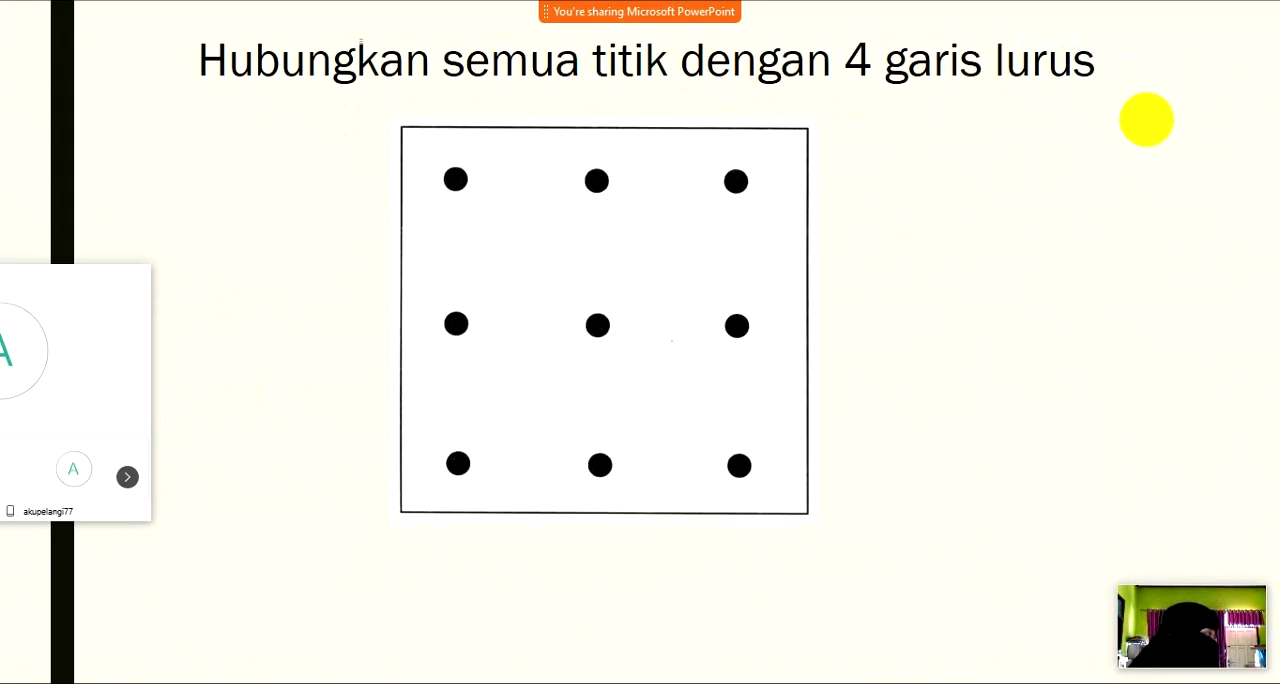 You're sharing Microsoft PowerPoint
Hubungkan semua titik dengan 4 garis lurus
A
A
akupelangi77